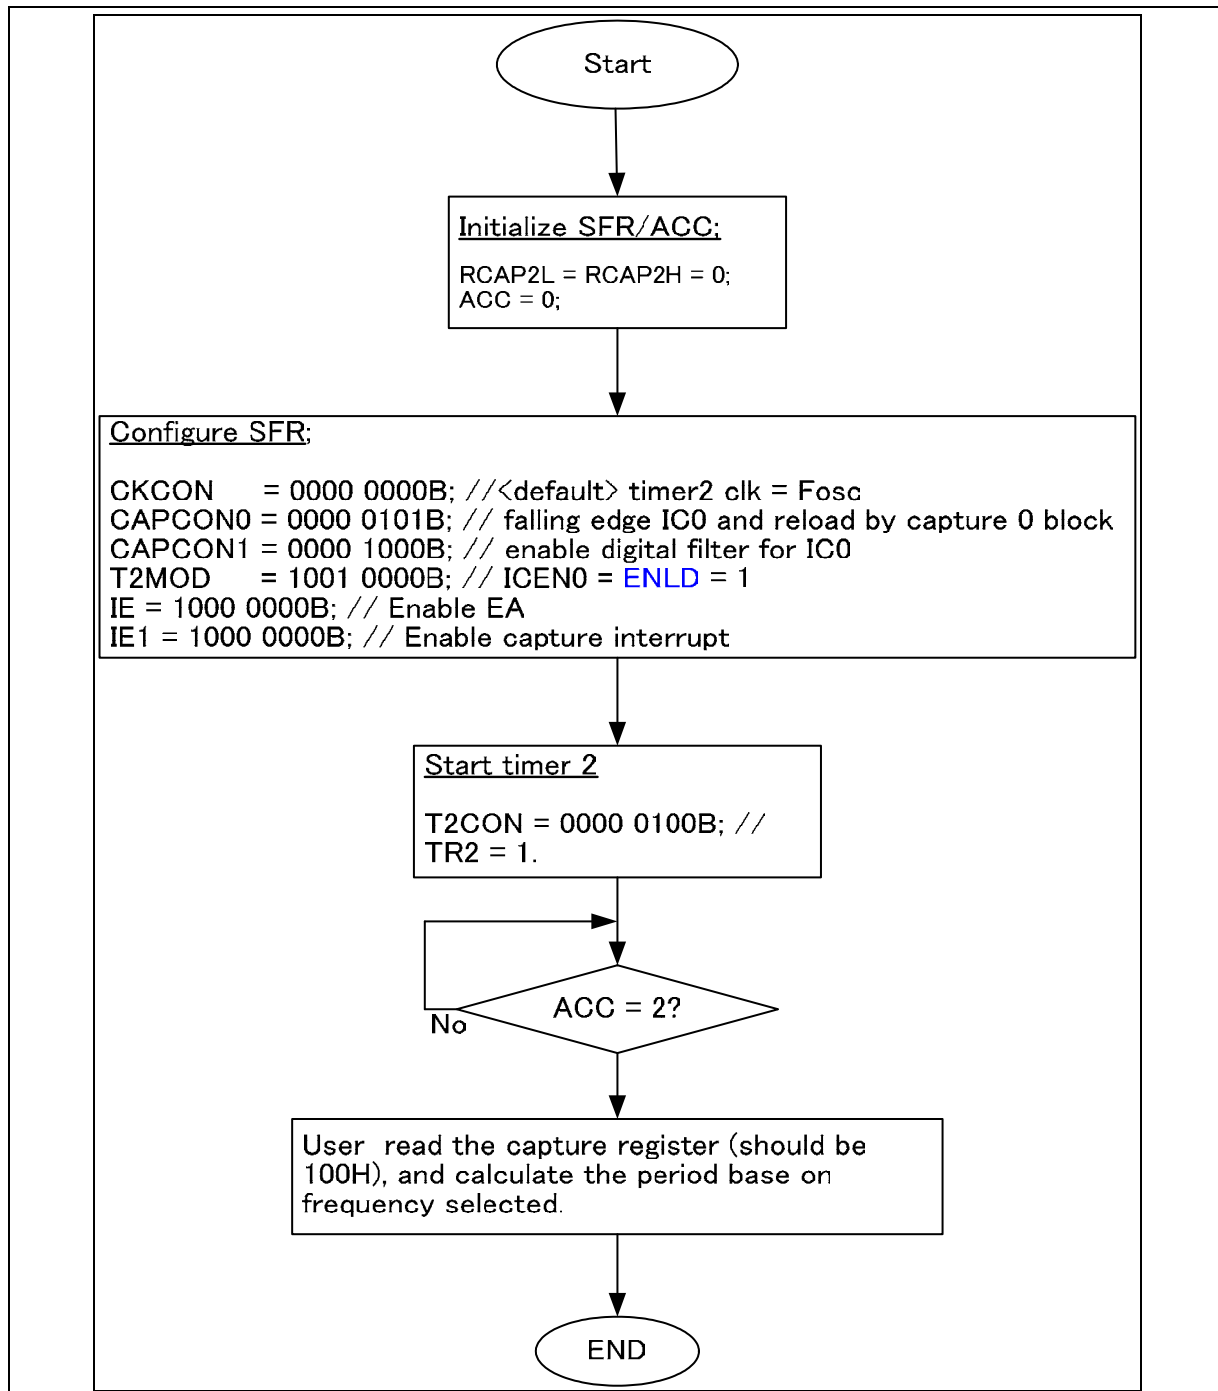 Start
Initialize SFR/ACC;
RCAP2L = RCAP2H = 0;
ACC = 0;
Configure SFR;
CKCON = 0000 0000B; //<default> timer2 clk = Fosc
CAPCON0 = 0000 0101B; // falling edge IC0 and reload by capture 0 block
CAPCON1 = 0000 1000B; // enable digital filter for IC0
T2MOD = 1001 0000B; // ICEN0 = ENLD = 1
IE = 1000 0000B; // Enable EA
IE1 = 1000 0000B; // Enable capture interrupt
Start timer 2
T2CON = 0000 0100B; //
TR2 = 1.
ACC = 2?
No
User read the capture register (should be
100H), and calculate the period base on
frequency selected.
END